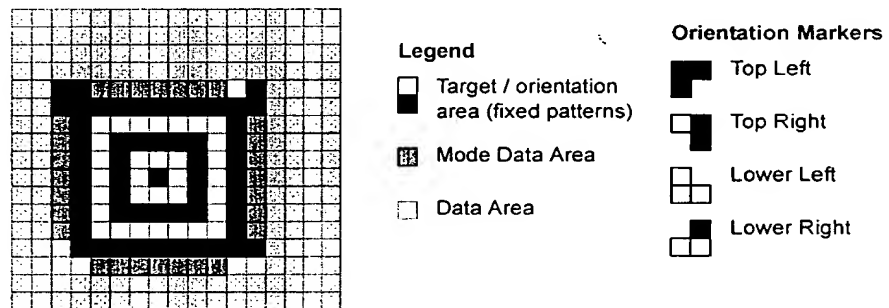 Legend
Target / orientation
area (fixed patterns)
Mode Data Area
Data Area
Orientation Markers
Top Left
Top Right
Lower Left
Lower Right